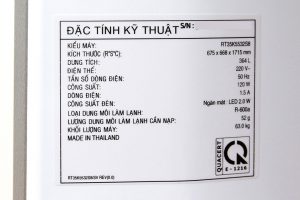 ĐẶC TÍNH KỸ THUẬT S/N:
KIỂU MÁY: RT35K5532S8
KÍCH THƯỚC (R*S*C): 675 x 668 x 1715 mm
DUNG TÍCH: 364 L
ĐIỆN THẾ: 220 V~
TẦN SỐ DÒNG ĐIỆN: 50 Hz
CÔNG SUẤT: 120 W
DÒNG ĐIỆN: 1.5 A
CÔNG SUẤT ĐÈN: Ngăn mát : LED 2.0 W
LOẠI DUNG MÔI LÀM LẠNH: R-600a
LƯỢNG DUNG MÔI LÀM LẠNH CẦN NẠP: 52 g
KHỐI LƯỢNG MÁY: 63.0 kg
MADE IN THAILAND
QUACERT
E - 1216